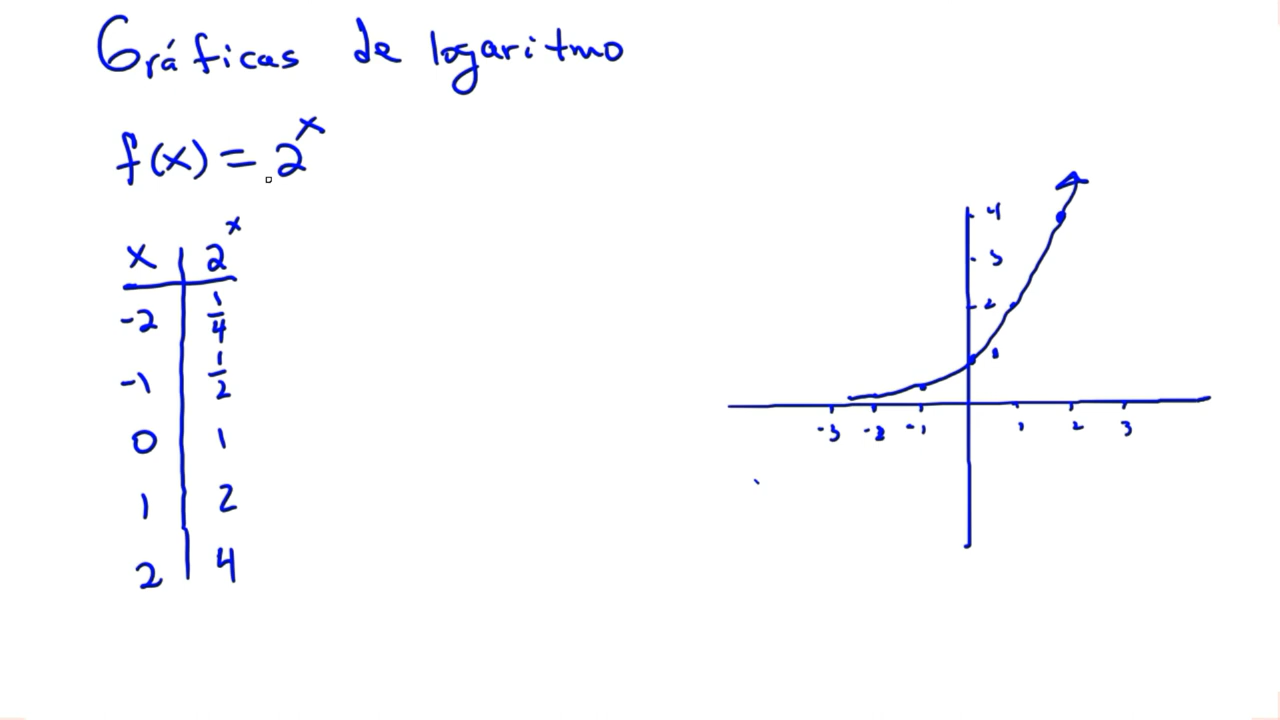 Gráficas de logaritmo
f(x) = 2^x
x | 2^x
-2 | 1/4
-1 | 1/2
0 | 1
1 | 2
2 | 4
4
3
2
1
-3 -2 -1 1 2 3